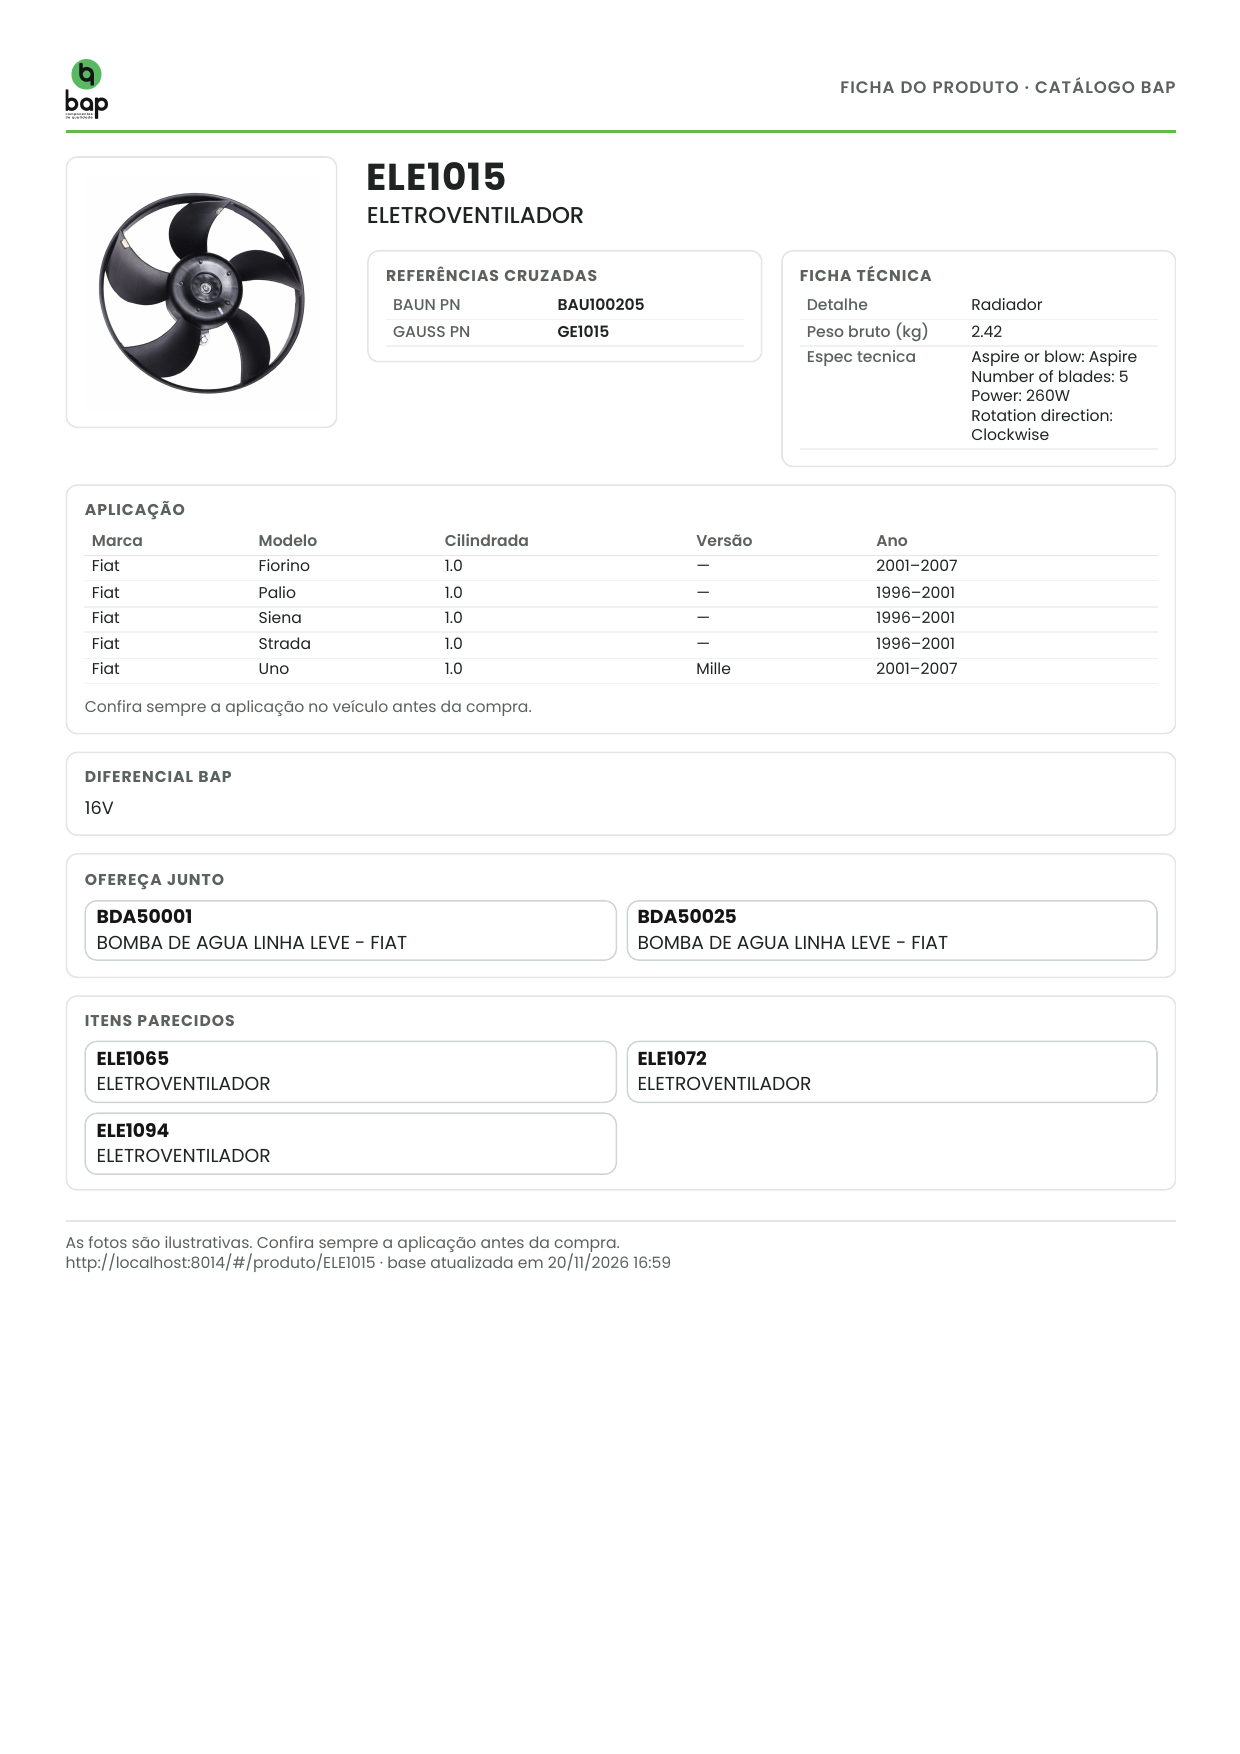 bap
FICHA DO PRODUTO · CATÁLOGO BAP
ELE1015
ELETROVENTILADOR
REFERÊNCIAS CRUZADAS
BAUN PN BAU100205
GAUSS PN GE1015
FICHA TÉCNICA
Detalhe Radiador
Peso bruto (kg) 2.42
Espec tecnica Aspire or blow: Aspire
Number of blades: 5
Power: 260W
Rotation direction:
Clockwise
APLICAÇÃO
Marca Modelo Cilindrada Versão Ano
Fiat Fiorino 1.0 — 2001–2007
Fiat Palio 1.0 — 1996–2001
Fiat Siena 1.0 — 1996–2001
Fiat Strada 1.0 — 1996–2001
Fiat Uno 1.0 Mille 2001–2007
Confira sempre a aplicação no veículo antes da compra.
DIFERENCIAL BAP
16V
OFEREÇA JUNTO
BDA50001
BOMBA DE AGUA LINHA LEVE - FIAT
BDA50025
BOMBA DE AGUA LINHA LEVE - FIAT
ITENS PARECIDOS
ELE1065
ELETROVENTILADOR
ELE1072
ELETROVENTILADOR
ELE1094
ELETROVENTILADOR
As fotos são ilustrativas. Confira sempre a aplicação antes da compra.
http://localhost:8014/#/produto/ELE1015 · base atualizada em 20/11/2026 16:59